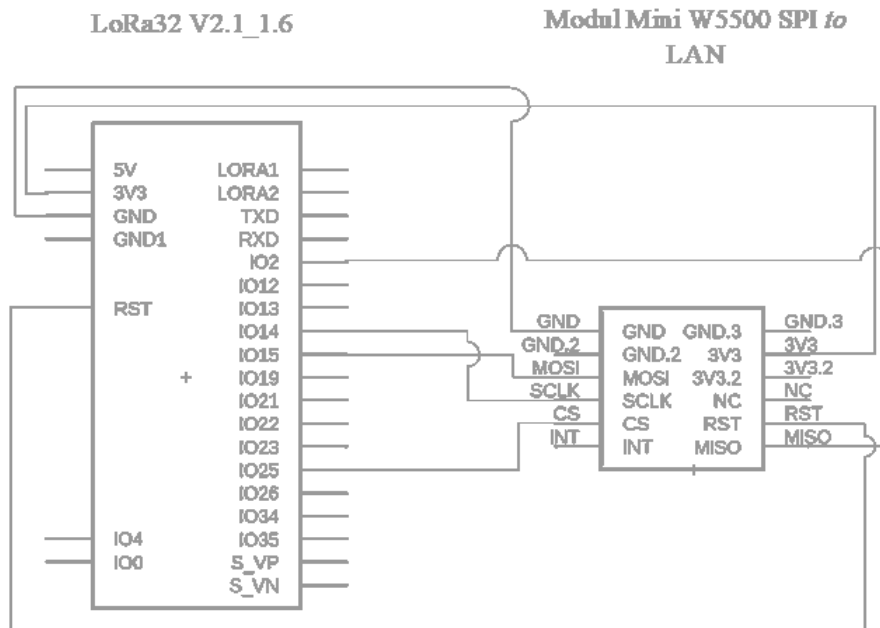 LoRa32 V2.1_1.6
Modul Mini W5500 SPI to
LAN
5V
3V3
GND
GND1
RST
IO4
IO0
LORA1
LORA2
TXD
RXD
IO2
IO12
IO13
IO14
IO15
IO19
IO21
IO22
IO23
IO25
IO26
IO34
IO35
S_VP
S_VN
GND
GND.2
MOSI
SCLK
CS
INT
GND
GND.2
MOSI
SCLK
CS
INT
GND.3
3V3
3V3.2
NC
RST
MISO
GND.3
3V3
3V3.2
NC
RST
MISO